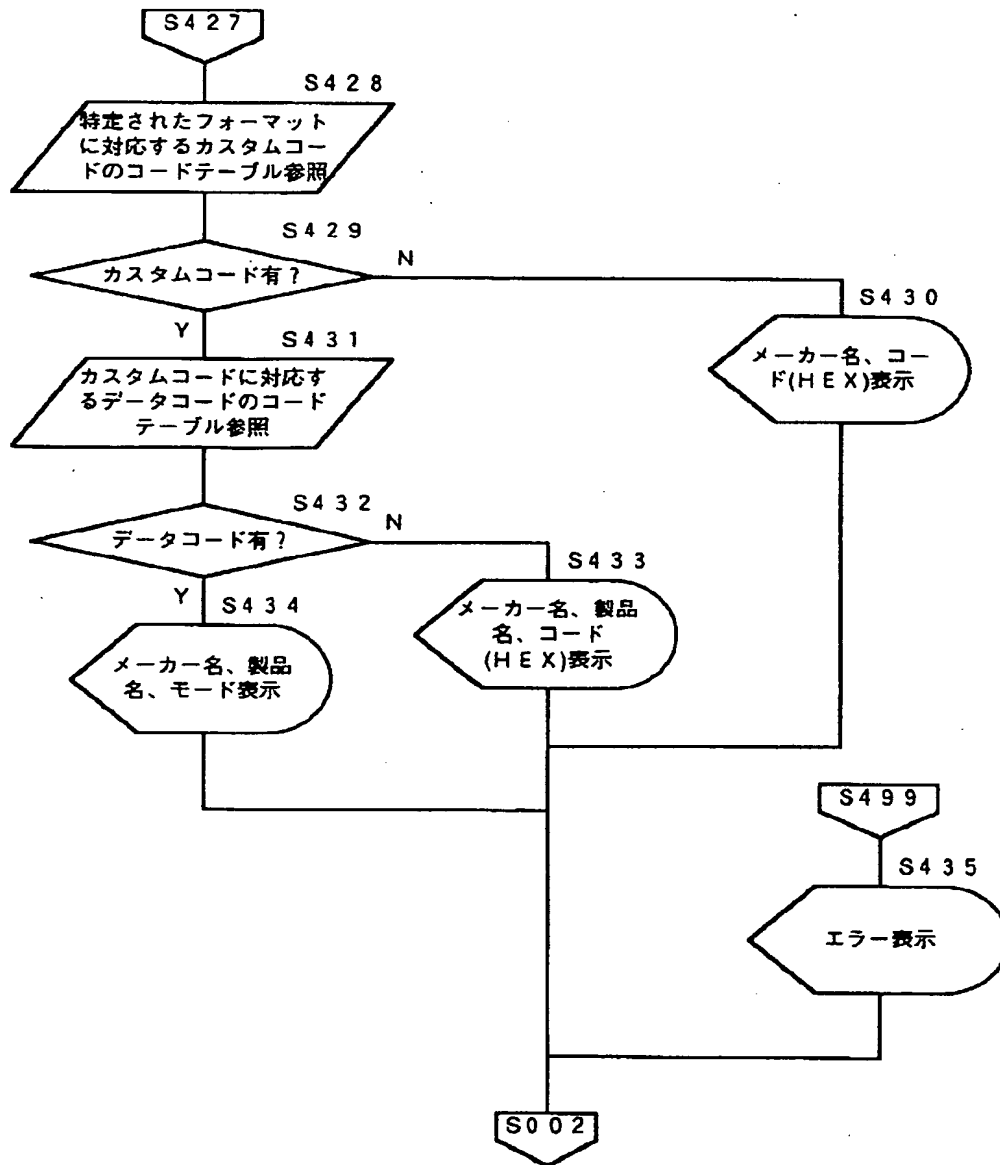 S427
S428
特定されたフォーマット
に対応するカスタムコー
ドのコードテーブル参照
S429
カスタムコード有？
N
Y
S430
メーカー名、コー
ド(HEX)表示
S431
カスタムコードに対応す
るデータコードのコード
テーブル参照
S432
データコード有？
N
Y
S433
メーカー名、製品
名、コード
(HEX)表示
S434
メーカー名、製品
名、モード表示
S499
S435
エラー表示
S002